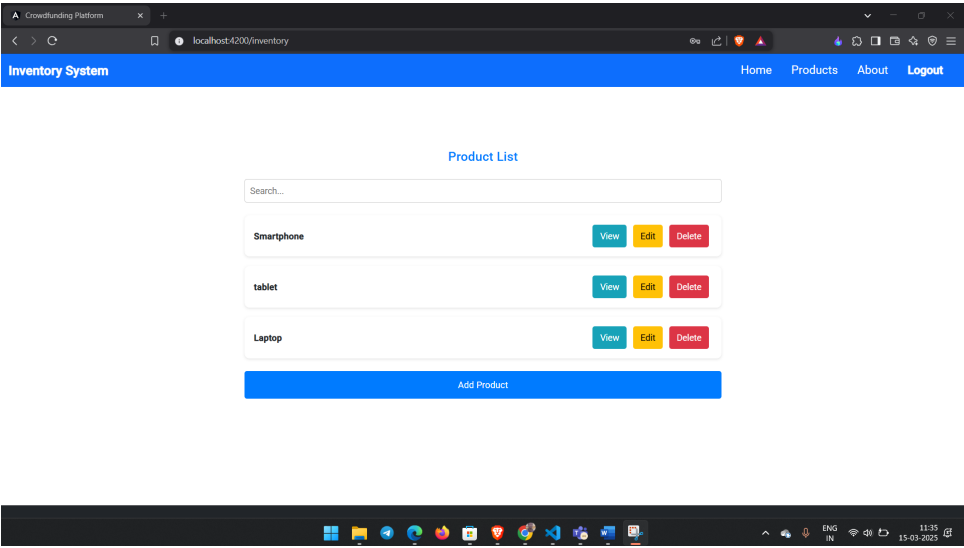 Crowdfunding Platform
localhost:4200/inventory
Inventory System
Home Products About Logout
Product List
Search...
Smartphone View Edit Delete
tablet View Edit Delete
Laptop View Edit Delete
Add Product
ENG 11:35
IN 15-03-2025